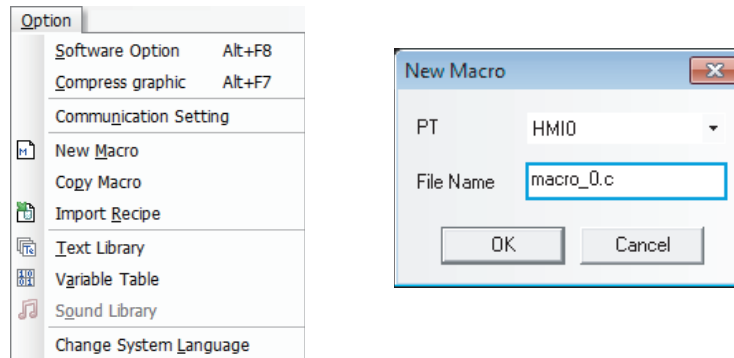 Option
Software Option Alt+F8
Compress graphic Alt+F7
Communication Setting
New Macro
Copy Macro
Import Recipe
Text Library
Variable Table
Sound Library
Change System Language
New Macro
PT HMI0
File Name macro_0.c
OK Cancel